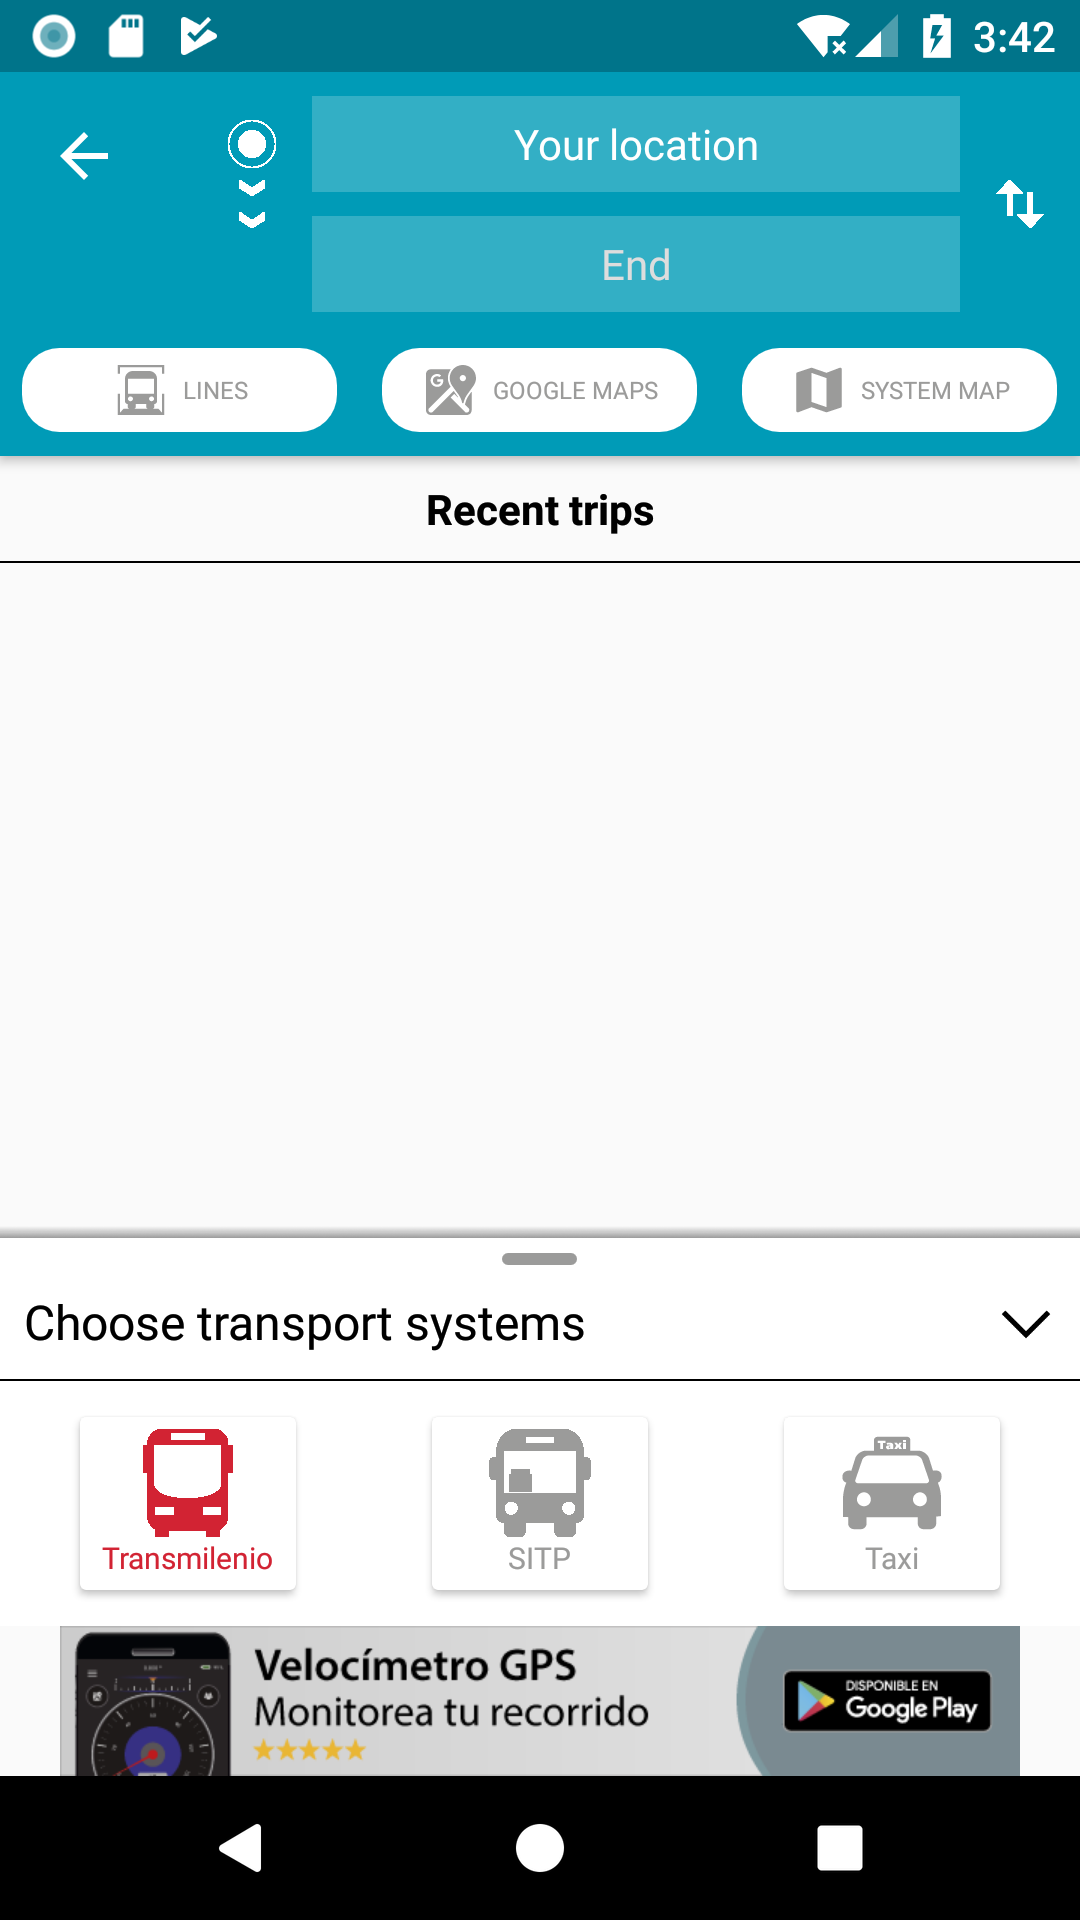 3:42
Your location
End
LINES
GOOGLE MAPS
SYSTEM MAP
Recent trips
Choose transport systems
Transmilenio
SITP
Taxi
Taxi
Velocímetro GPS
Monitorea tu recorrido
DISPONIBLE EN
Google Play